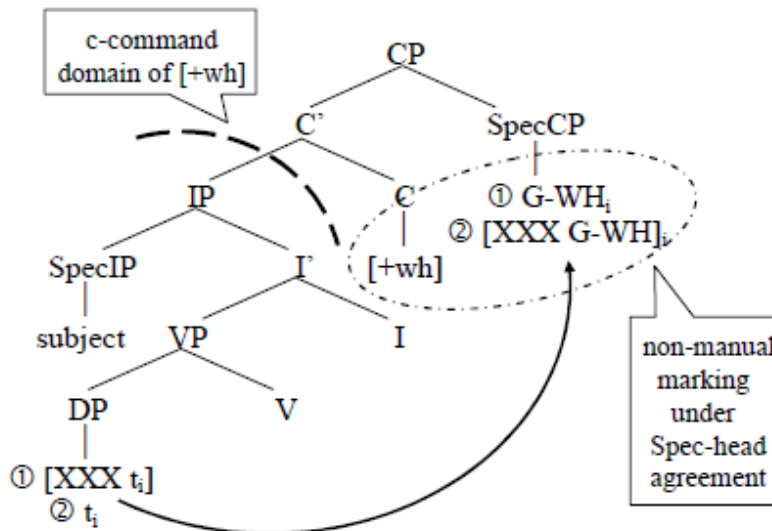 c-command
domain of [+wh]
CP
C’ SpecCP
IP C ① G-WHi
② [XXX G-WH]i
SpecIP I’ [+wh]
subject VP I
non-manual
marking
under
Spec-head
agreement
DP V
① [XXX ti]
② ti